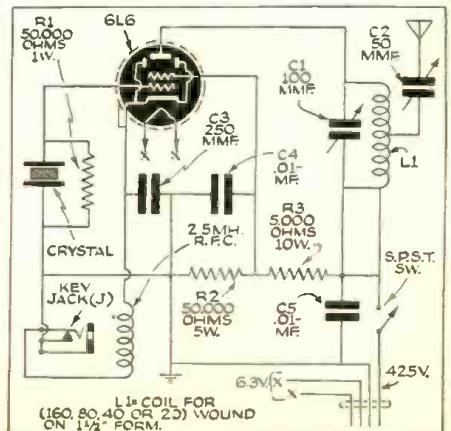 R1
50,000
OHMS
1W.
6L6
C2
50
MMF.
C1
100
MMF.
C3
250
MMF.
C4
.01-
MF.
L1
R3
5,000
OHMS
10W.
CRYSTAL
2.5MH.
R.F.C.
S.P.S.T.
SW.
KEY
JACK(J)
R2
50,000
OHMS
5W.
C5
.01-
MF.
425V.
6.3V.
X
X
X
X
L1= COIL FOR
(160, 80, 40 OR 20) WOUND
ON 1 1/2" FORM.